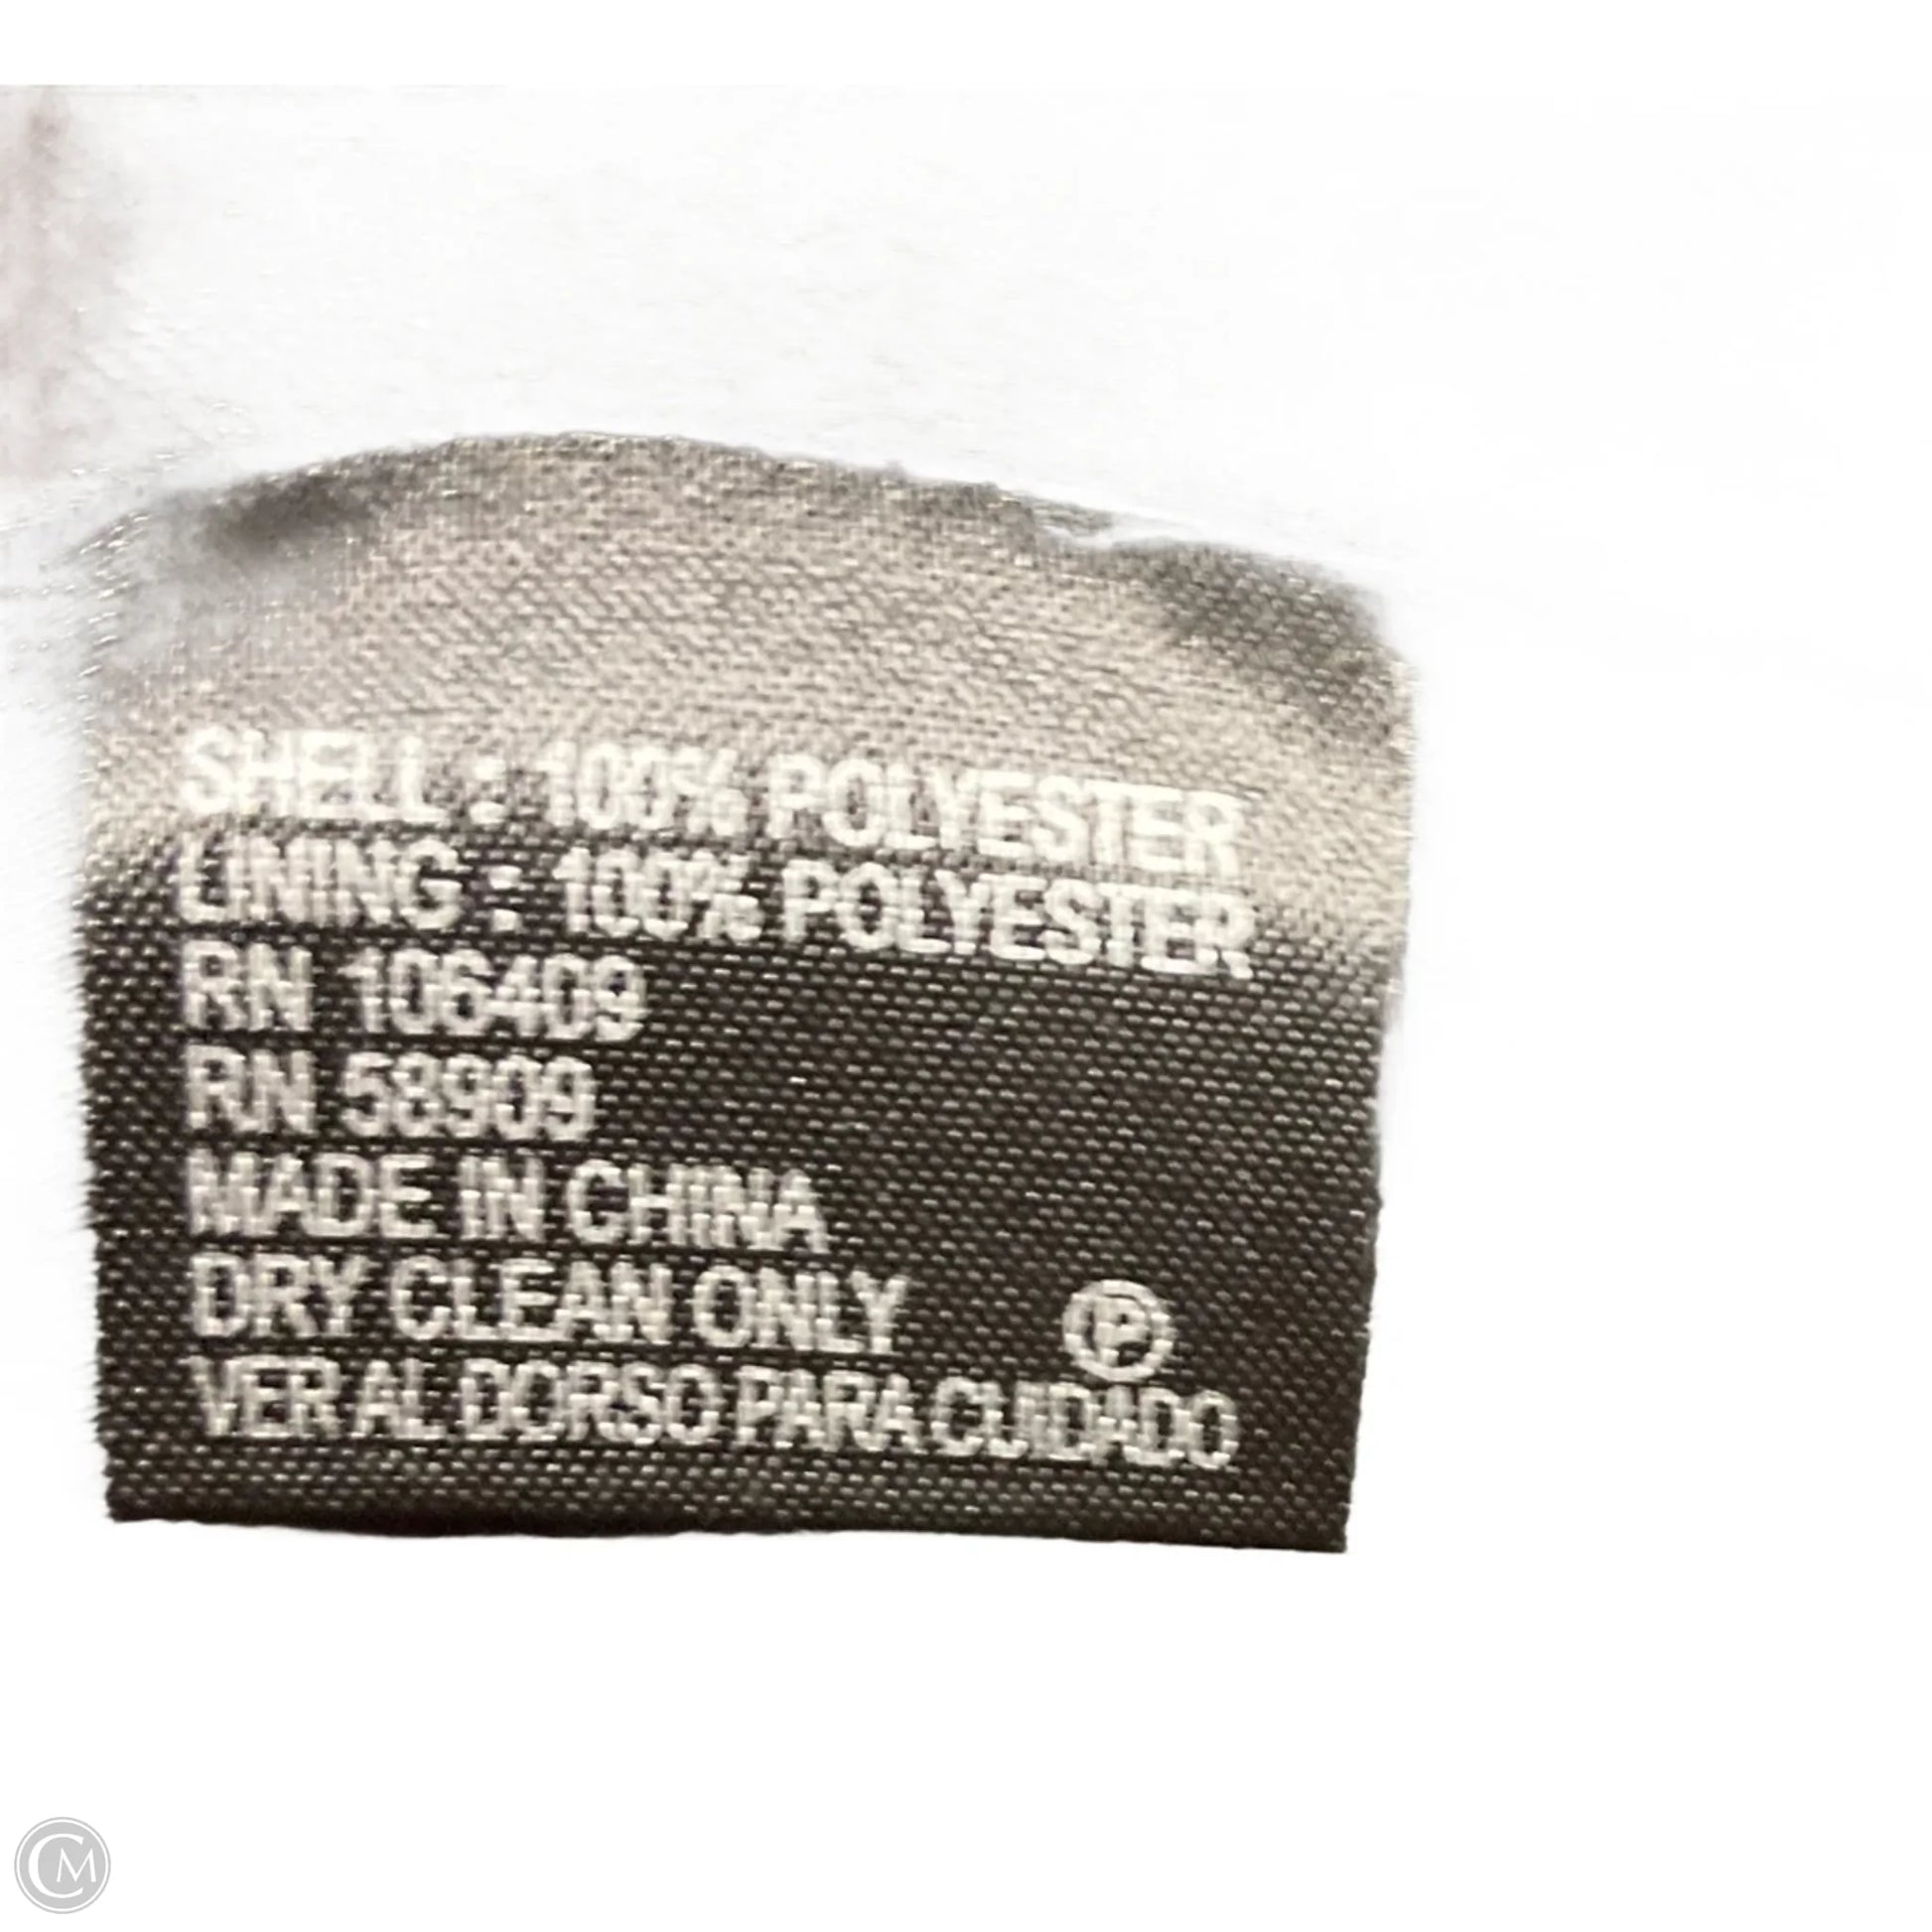 SHELL : 100% POLYESTER
LINING : 100% POLYESTER
RN 106409
RN 58909
MADE IN CHINA
DRY CLEAN ONLY Ⓟ
VER AL DORSO PARA CUIDADO
CM